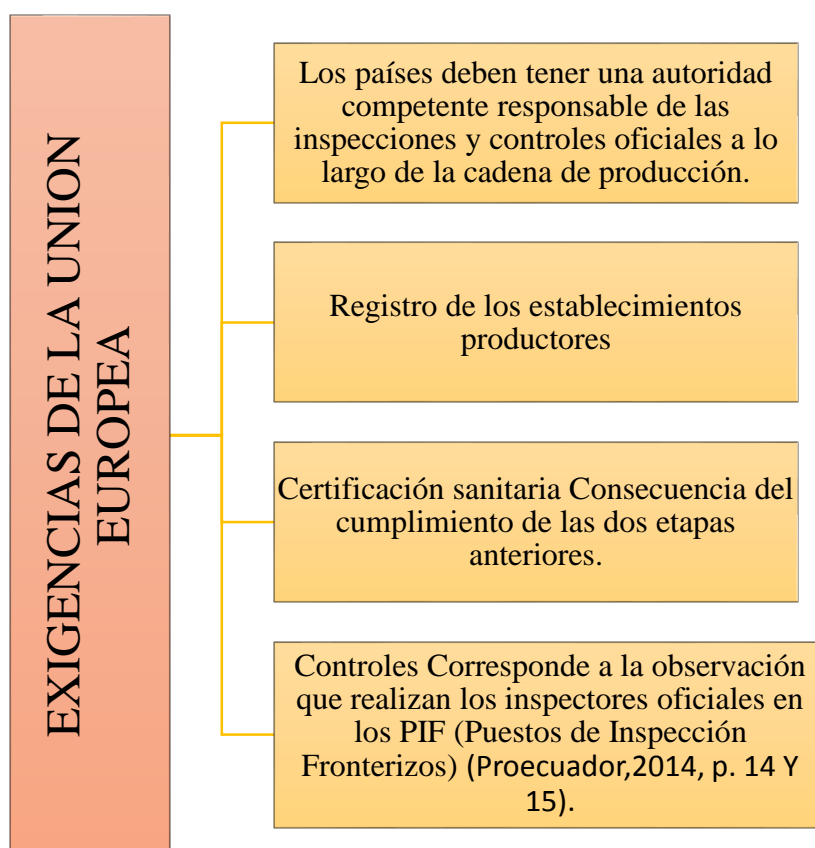 EXIGENCIAS DE LA UNION
EUROPEA
Los países deben tener una autoridad
competente responsable de las
inspecciones y controles oficiales a lo
largo de la cadena de producción.
Registro de los establecimientos
productores
Certificación sanitaria Consecuencia del
cumplimiento de las dos etapas
anteriores.
Controles Corresponde a la observación
que realizan los inspectores oficiales en
los PIF (Puestos de Inspección
Fronterizos) (Proecuador,2014, p. 14 Y
15).